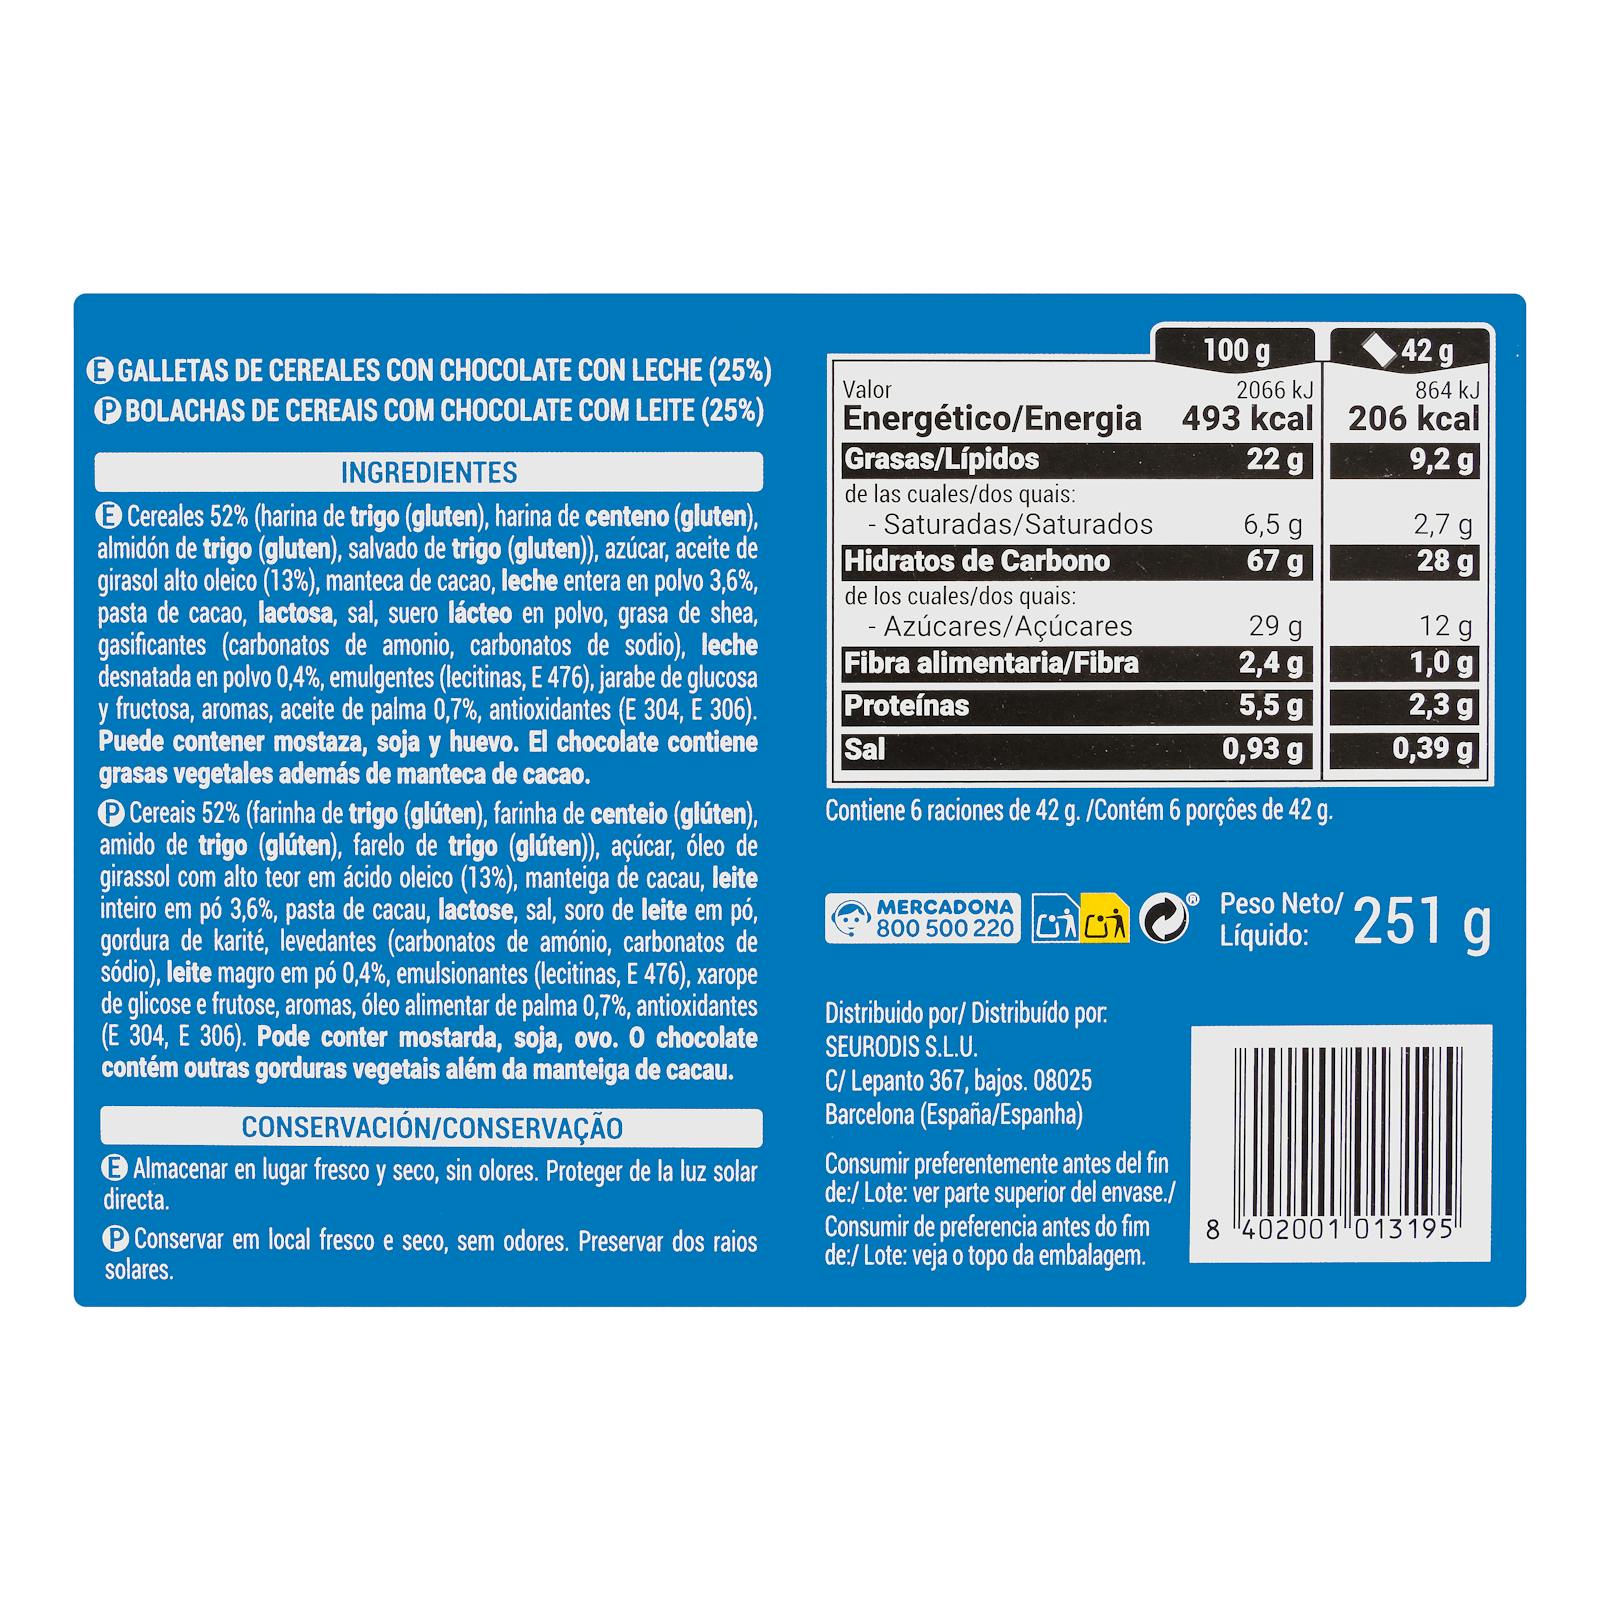 E GALLETAS DE CEREALES CON CHOCOLATE CON LECHE (25%)
P BOLACHAS DE CEREAIS COM CHOCOLATE COM LEITE (25%)
INGREDIENTES
E Cereales 52% (harina de trigo (gluten), harina de centeno (gluten),
almidón de trigo (gluten), salvado de trigo (gluten)), azúcar, aceite de
girasol alto oleico (13%), manteca de cacao, leche entera en polvo 3,6%,
pasta de cacao, lactosa, sal, suero lácteo en polvo, grasa de shea,
gasificantes (carbonatos de amonio, carbonatos de sodio), leche
desnatada en polvo 0,4%, emulgentes (lecitinas, E 476), jarabe de glucosa
y fructosa, aromas, aceite de palma 0,7%, antioxidantes (E 304, E 306).
Puede contener mostaza, soja y huevo. El chocolate contiene
grasas vegetales además de manteca de cacao.
P Cereais 52% (farinha de trigo (glúten), farinha de centeio (glúten),
amido de trigo (glúten), farelo de trigo (glúten)), açúcar, óleo de
girassol com alto teor em ácido oleico (13%), manteiga de cacau, leite
inteiro em pó 3,6%, pasta de cacau, lactose, sal, soro de leite em pó,
gordura de karité, levedantes (carbonatos de amónio, carbonatos de
sódio), leite magro em pó 0,4%, emulsionantes (lecitinas, E 476), xarope
de glicose e frutose, aromas, óleo alimentar de palma 0,7%, antioxidantes
(E 304, E 306). Pode conter mostarda, soja, ovo. O chocolate
contém outras gorduras vegetais além da manteiga de cacau.
CONSERVACIÓN/CONSERVAÇÃO
E Almacenar en lugar fresco y seco, sin olores. Proteger de la luz solar
directa.
P Conservar em local fresco e seco, sem odores. Preservar dos raios
solares.
100 g 42 g
Valor 2066 kJ 864 kJ
Energético/Energia 493 kcal 206 kcal
Grasas/Lípidos 22 g 9,2 g
de las cuales/dos quais:
- Saturadas/Saturados 6,5 g 2,7 g
Hidratos de Carbono 67 g 28 g
de los cuales/dos quais:
- Azúcares/Açúcares 29 g 12 g
Fibra alimentaria/Fibra 2,4 g 1,0 g
Proteínas 5,5 g 2,3 g
Sal 0,93 g 0,39 g
Contiene 6 raciones de 42 g. /Contém 6 porções de 42 g.
MERCADONA
800 500 220
®
Peso Neto/
Líquido: 251 g
Distribuido por/ Distribuído por:
SEURODIS S.L.U.
C/ Lepanto 367, bajos. 08025
Barcelona (España/Espanha)
Consumir preferentemente antes del fin
de:/ Lote: ver parte superior del envase./
Consumir de preferencia antes do fim
de:/ Lote: veja o topo da embalagem.
8 402001 013195